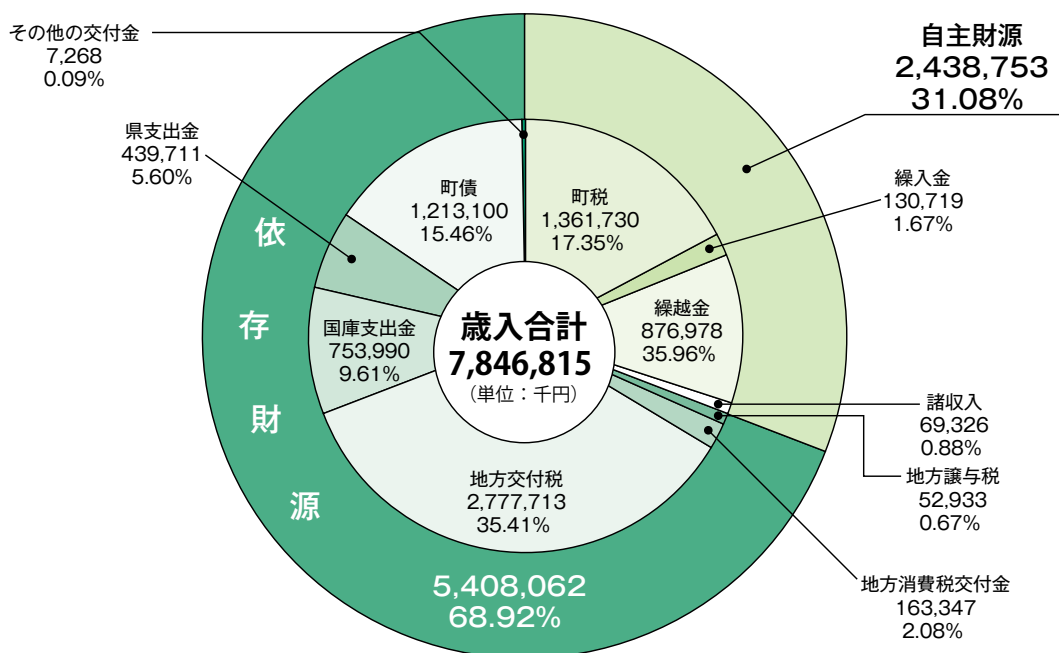 その他の交付金
7,268
0.09%
県支出金
439,711
5.60%
町債
1,213,100
15.46%
町税
1,361,730
17.35%
自主財源
2,438,753
31.08%
繰入金
130,719
1.67%
繰越金
876,978
35.96%
国庫支出金
753,990
9.61%
歳入合計
7,846,815
（単位：千円）
諸収入
69,326
0.88%
地方譲与税
52,933
0.67%
地方消費税交付金
163,347
2.08%
地方交付税
2,777,713
35.41%
依
存
財
源
5,408,062
68.92%